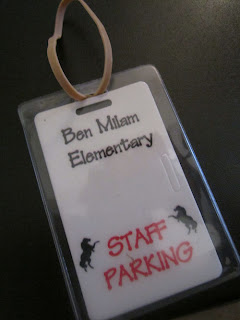 Ben Milam
Elementary
STAFF
PARKING